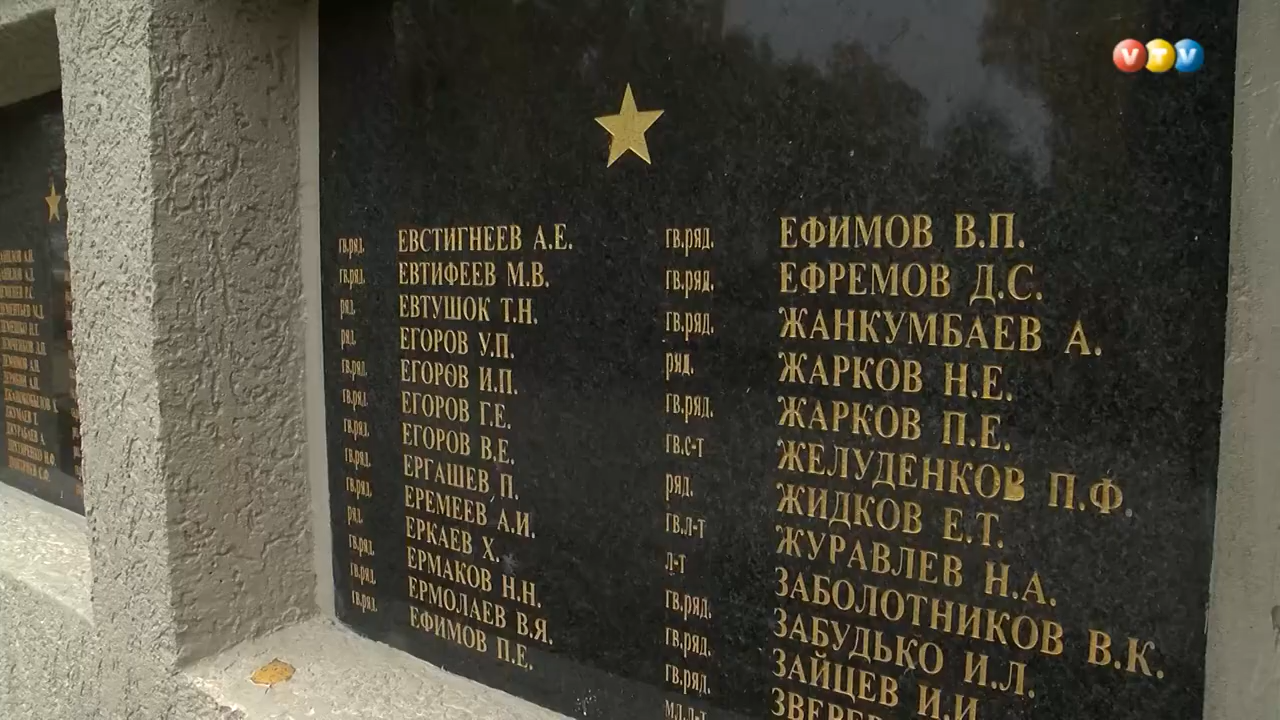 VTV
гв.ряд. ЕВСТИГНЕЕВ А.Е.
гв.ряд. ЕВТИФЕЕВ М.В.
ряд. ЕВТУШОК Т.Н.
ряд. ЕГОРОВ У.П.
гв.ряд. ЕГОРОВ И.П.
гв.ряд. ЕГОРОВ Г.Е.
гв.ряд. ЕГОРОВ В.Е.
гв.ряд. ЕРГАШЕВ П.
гв.ряд. ЕРЕМЕЕВ А.И.
ряд. ЕРКАЕВ Х.
гв.ряд. ЕРМАКОВ Н.Н.
гв.ряд. ЕРМОЛАЕВ В.Я.
гв.ряд. ЕФИМОВ П.Е.
гв.ряд. ЕФИМОВ В.П.
гв.ряд. ЕФРЕМОВ Д.С.
гв.ряд. ЖАНКУМБАЕВ А.
ряд. ЖАРКОВ Н.Е.
гв.ряд. ЖАРКОВ П.Е.
гв.с-т ЖЕЛУДЕНКОВ П.Ф.
ряд. ЖИДКОВ Е.Т.
гв.л-т ЖУРАВЛЕВ Н.А.
л-т ЗАБОЛОТНИКОВ В.К.
гв.ряд. ЗАБУДЬКО И.Л.
гв.ряд. ЗАЙЦЕВ И.И.
гв.ряд.
мл.л-т